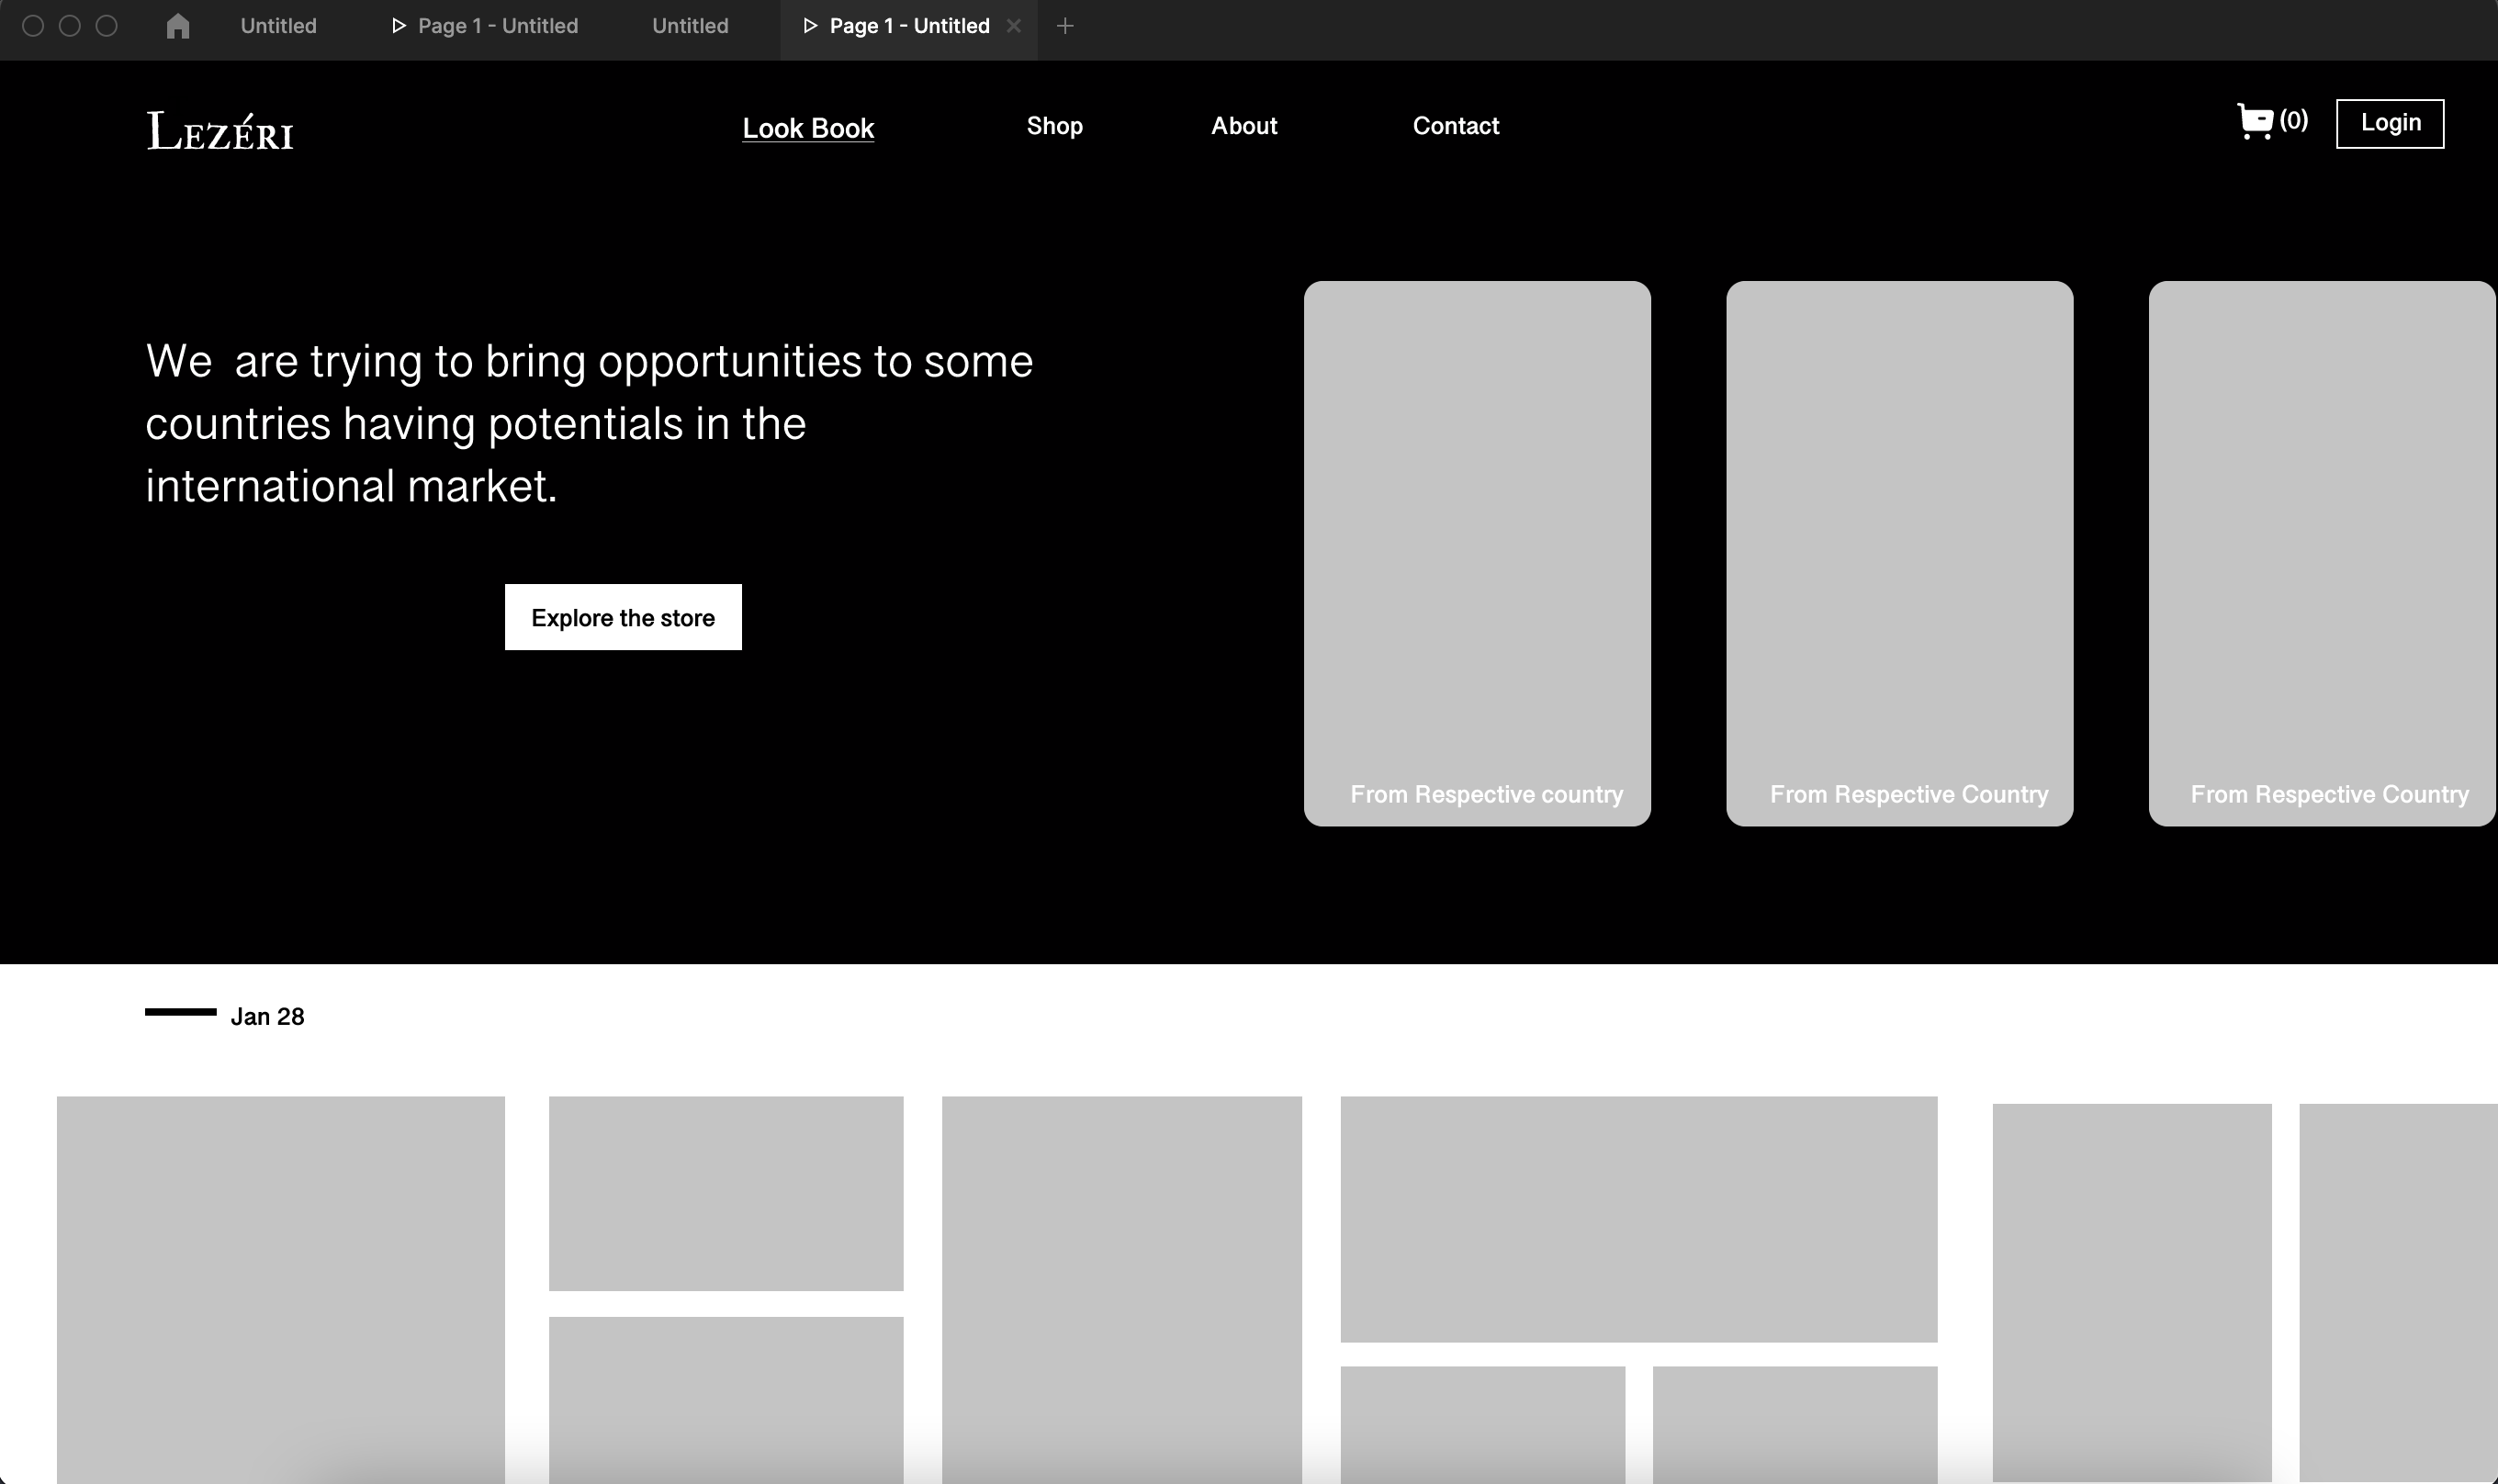 Untitled
Page 1 - Untitled
Untitled
Page 1 - Untitled
LEZÉRI
Look Book
Shop
About
Contact
(0)
Login
We  are trying to bring opportunities to some
countries having potentials in the
international market.
Explore the store
From Respective country
From Respective Country
From Respective Country
Jan 28